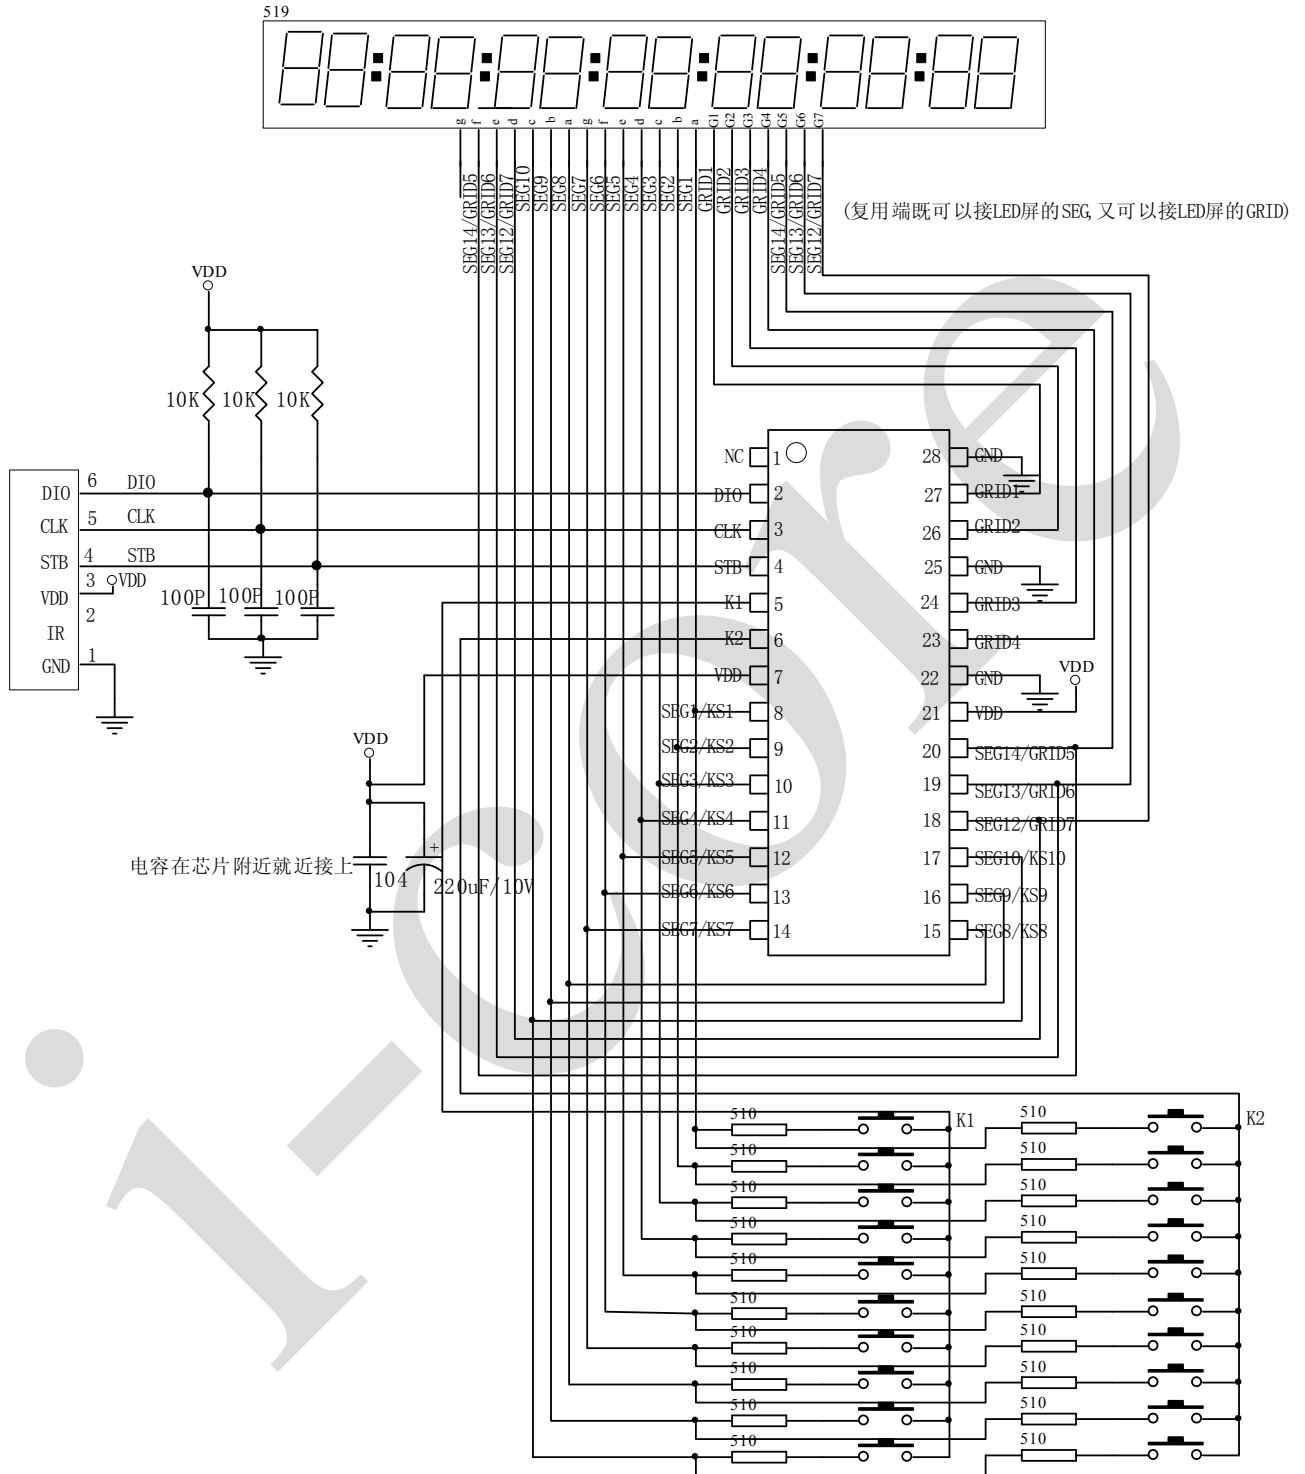 519
g f e d c b a g f e d c b a G1 G2 G3 G4 G5 G6 G7
SEG14/GRID5
SEG13/GRID6
SEG12/GRID7
SEG10
SEG9
SEG8
SEG7
SEG6
SEG5
SEG4
SEG3
SEG2
SEG1
GRID1
GRID2
GRID3
GRID4
SEG14/GRID5
SEG13/GRID6
SEG12/GRID7
(复用端既可以接LED屏的SEG,又可以接LED屏的GRID)
VDD
10K 10K 10K
DIO 6 DIO
CLK 5 CLK
STB 4 STB
VDD 3 VDD
IR 2
GND 1
100P 100P 100P
NC 1
DIO 2
CLK 3
STB 4
K1 5
K2 6
VDD 7
SEG1/KS1 8
SEG2/KS2 9
SEG3/KS3 10
SEG4/KS4 11
SEG5/KS5 12
SEG6/KS6 13
SEG7/KS7 14
28 GND
27 GRID1
26 GRID2
25 GND
24 GRID3
23 GRID4
22 GND
VDD
21 VDD
20 SEG14/GRID5
19 SEG13/GRID6
18 SEG12/GRID7
17 SEG10/KS10
16 SEG9/KS9
15 SEG8/KS8
VDD
电容在芯片附近就近接上
104
+
220uF/10V
510 K1 510 K2
510 510
510 510
510 510
510 510
510 510
510 510
510 510
510 510
510 510
i-core